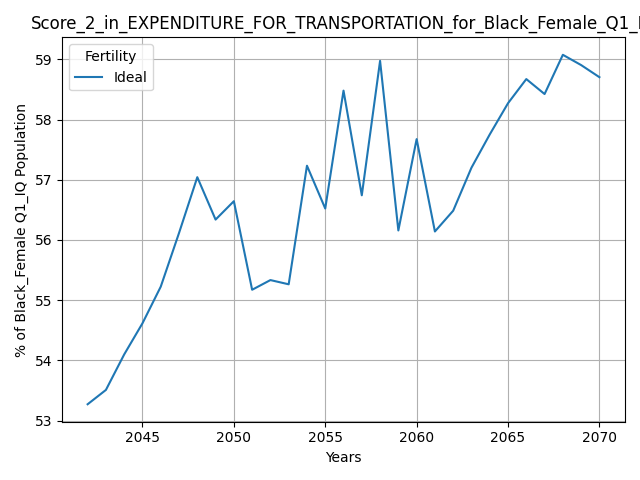 Score_2_in_EXPENDITURE_FOR_TRANSPORTATION_for_Black_Female_Q1_I
Fertility
Ideal
% of Black_Female Q1_IQ Population
59
58
57
56
55
54
53
2045
2050
2055
2060
2065
2070
Years